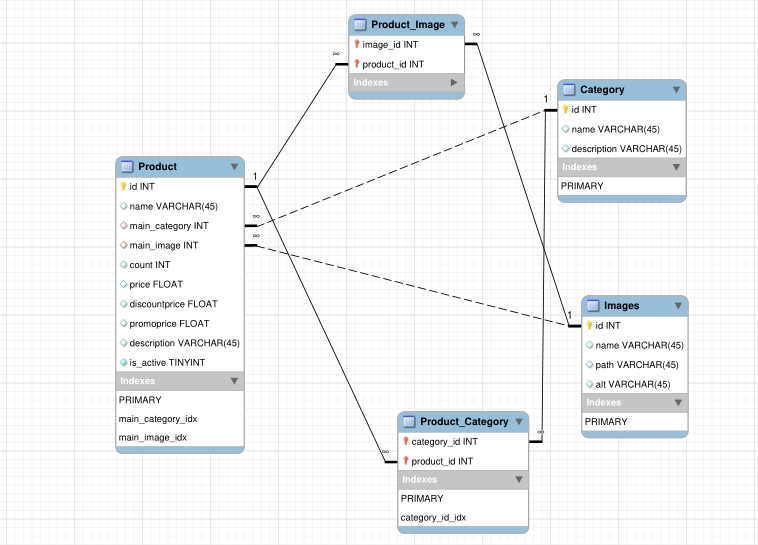 Product_Image
image_id INT
product_id INT
Indexes
∞
∞
Category
id INT
name VARCHAR(45)
description VARCHAR(45)
Indexes
PRIMARY
1
Product
id INT
name VARCHAR(45)
main_category INT
main_image INT
count INT
price FLOAT
discountprice FLOAT
promoprice FLOAT
description VARCHAR(45)
is_active TINYINT
Indexes
PRIMARY
main_category_idx
main_image_idx
1
∞
∞
Images
id INT
name VARCHAR(45)
path VARCHAR(45)
alt VARCHAR(45)
Indexes
PRIMARY
1
Product_Category
category_id INT
product_id INT
Indexes
PRIMARY
category_id_idx
∞
∞